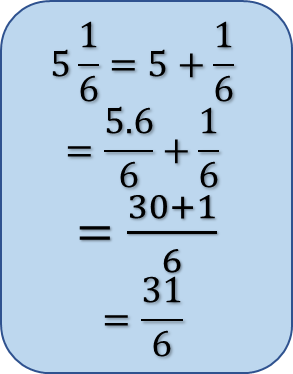 5 1/6 = 5 + 1/6
= 5.6/6 + 1/6
= 30+1/6
= 31/6